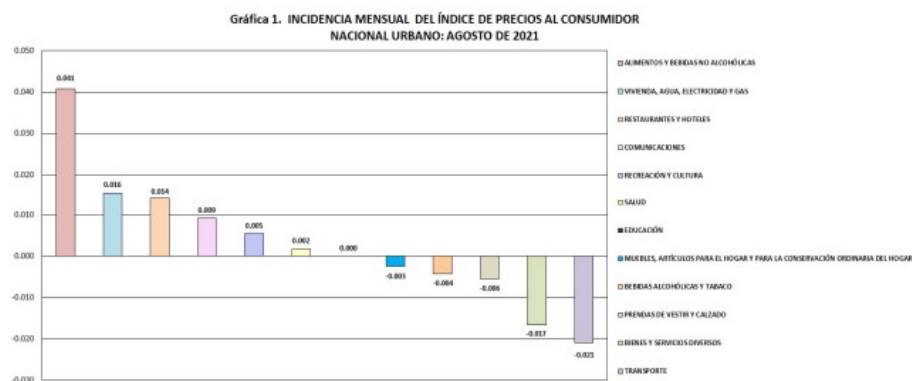 Gráfica 1. INCIDENCIA MENSUAL DEL ÍNDICE DE PRECIOS AL CONSUMIDOR
NACIONAL URBANO: AGOSTO DE 2021
0.050
0.040
0.030
0.020
0.010
0.000
-0.010
-0.020
-0.030
0.041
0.016
0.014
0.009
0.005
0.002
0.000
-0.003
-0.004
-0.006
-0.017
-0.021
ALIMENTOS Y BEBIDAS NO ALCOHÓLICAS
VIVIENDA, AGUA, ELECTRICIDAD Y GAS
RESTAURANTES Y HOTELES
COMUNICACIONES
RECREACIÓN Y CULTURA
SALUD
EDUCACIÓN
MUEBLES, ARTÍCULOS PARA EL HOGAR Y PARA LA CONSERVACIÓN ORDINARIA DEL HOGAR
BEBIDAS ALCOHÓLICAS Y TABACO
PRENDAS DE VESTIR Y CALZADO
BIENES Y SERVICIOS DIVERSOS
TRANSPORTE